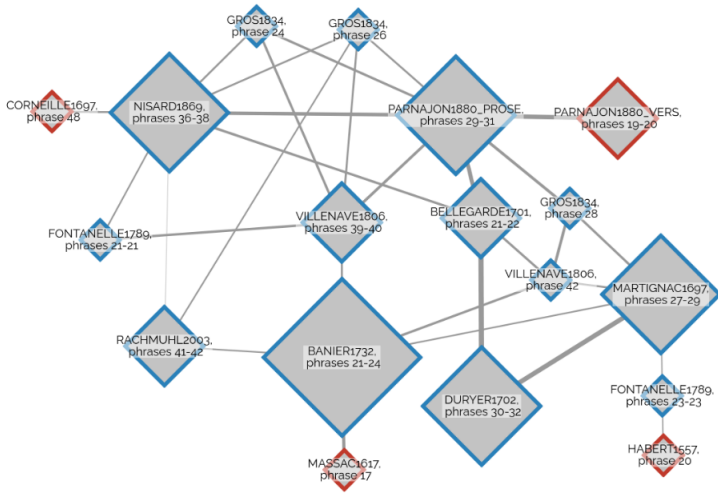 GROS1834,
phrase 24
GROS1834,
phrase 26
NISARD1869,
phrases 36-38
CORNEILLE1697,
phrase 48
PARNAJON1880_PROSE,
phrases 29-31
PARNAJON1880_VERS,
phrases 19-20
FONTANELLE1789,
phrases 21-21
VILLENAVE1806,
phrases 39-40
BELLEGARDE1701,
phrases 21-22
GROS1834,
phrase 28
VILLENAVE1806,
phrase 42
MARTIGNAC1697,
phrases 27-29
RACHMUHL2003,
phrases 41-42
BANIER1732,
phrases 21-24
DURYER1702,
phrases 30-32
FONTANELLE1789,
phrases 23-23
MASSAC1617,
phrase 17
HABERT1557,
phrase 20